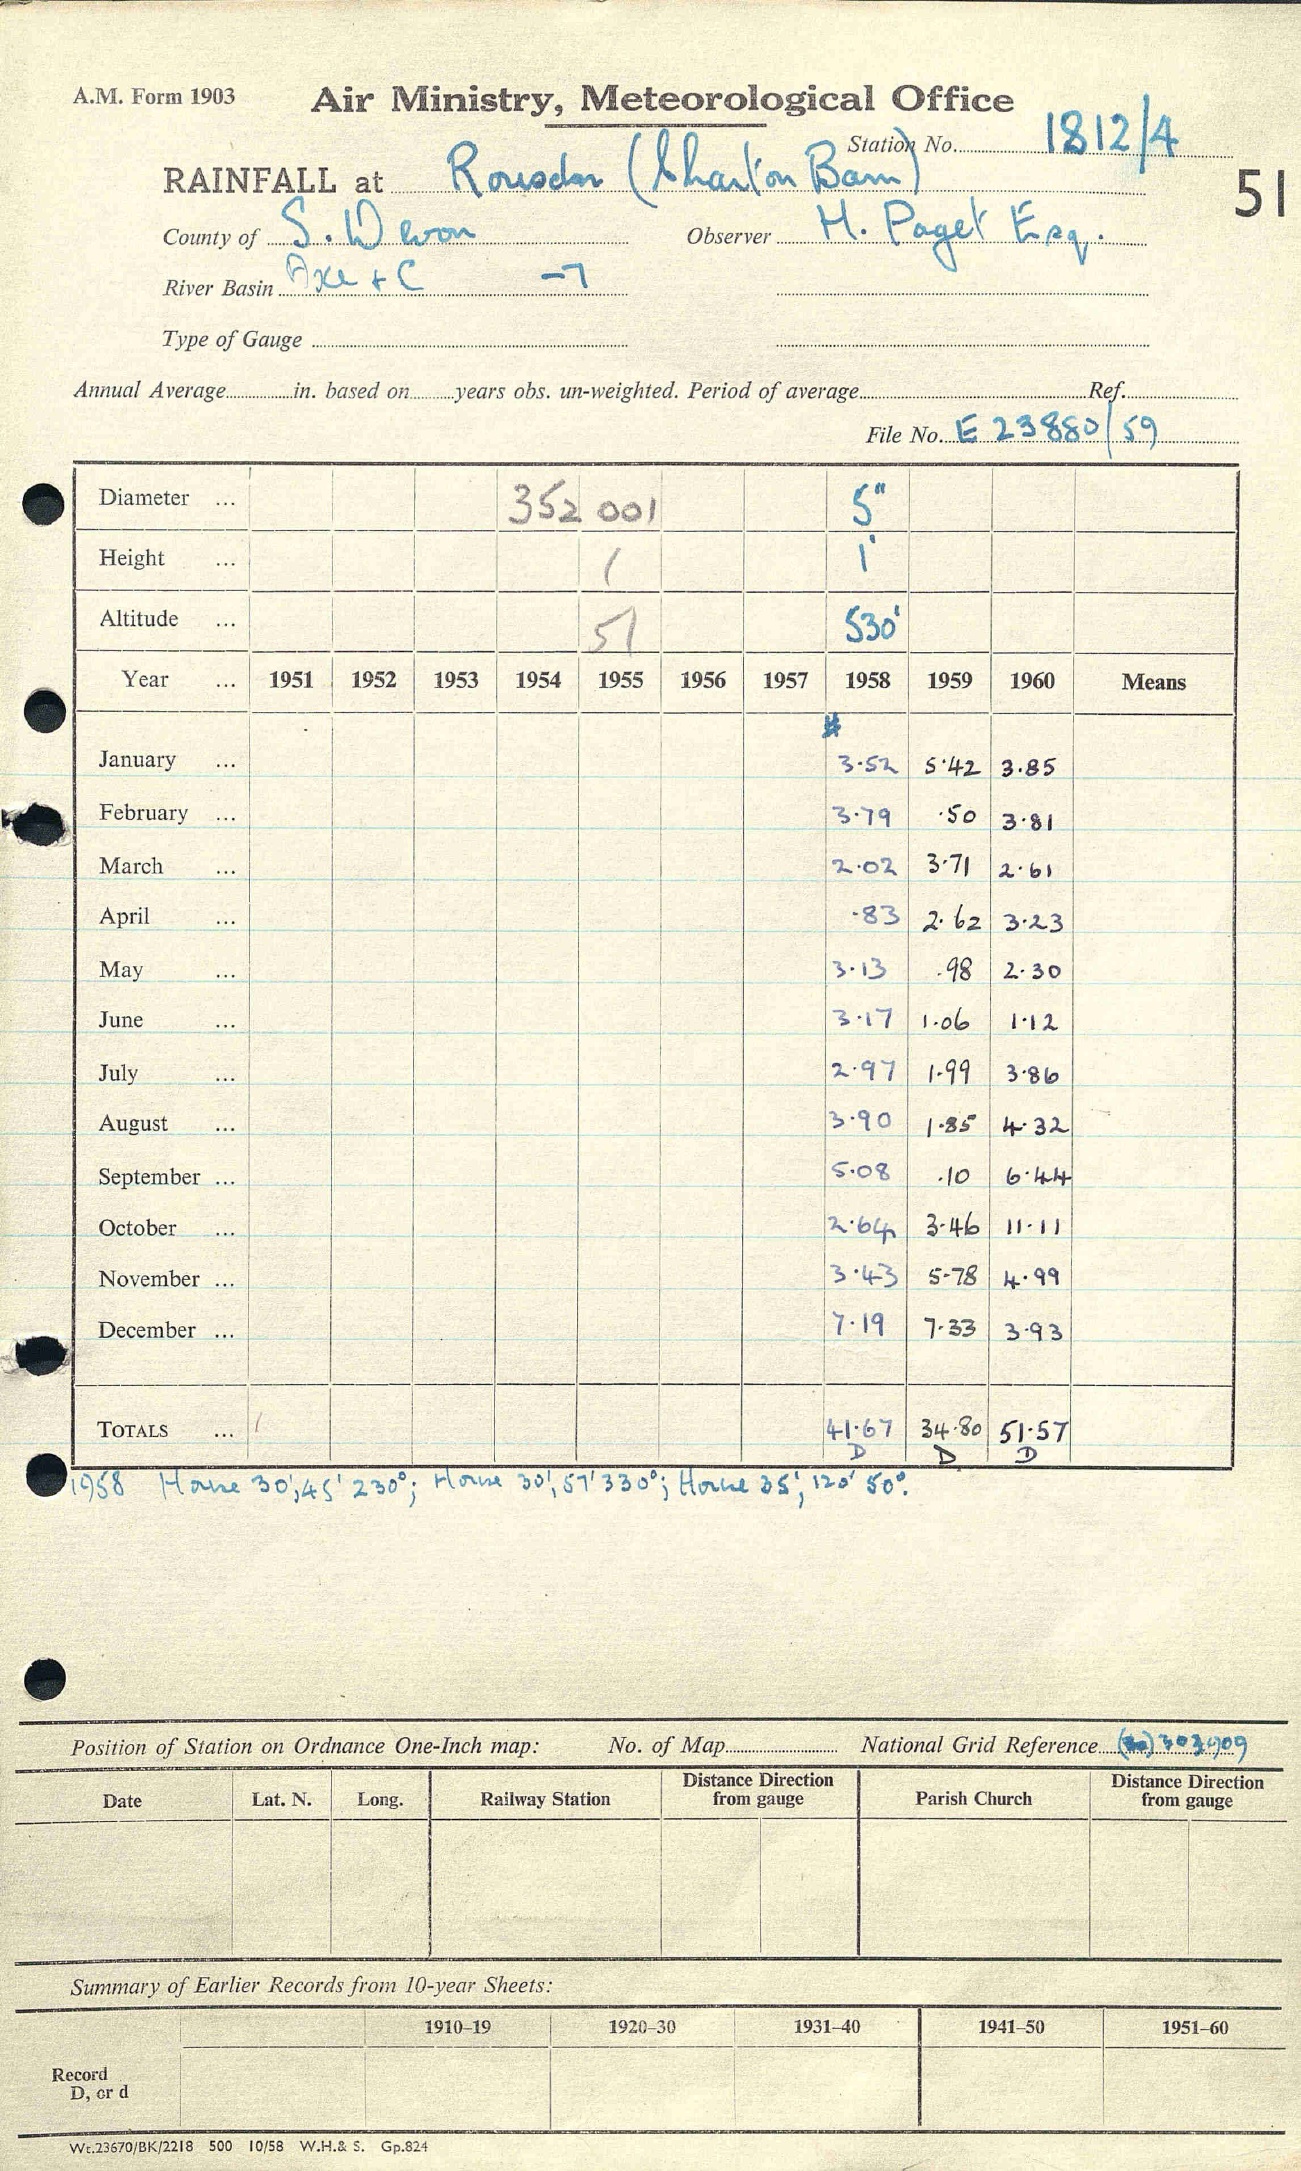 A.M. Form 1903 Air Ministry, Meteorological Office
Station No. 1812/4
RAINFALL at Rousdon (Charton Barn) 51
County of S. Devon Observer H. Paget Esq.
River Basin Axe + C -7
Type of Gauge
Annual Average in. based on years obs. un-weighted. Period of average Ref.
File No. E 23880/59
Diameter ... 352 001 5"
Height ... 1 1'
Altitude ... 51 530'
Year ... 1951 1952 1953 1954 1955 1956 1957 1958 1959 1960 Means
#
January ... 3.52 5.42 3.85
February ... 3.79 .50 3.81
March ... 2.02 3.71 2.61
April ... .83 2.62 3.23
May ... 3.13 .98 2.30
June ... 3.17 1.06 1.12
July ... 2.97 1.99 3.86
August ... 3.90 1.85 4.32
September ... 5.08 .10 6.44
October ... 2.64 3.46 11.11
November ... 3.43 5.78 4.99
December ... 7.19 7.33 3.93
TOTALS ... 41.67 34.80 51.57
D D D
1958 House 30', 45' 230°; House 30', 57' 330°; House 35', 120' 50°.
Position of Station on Ordnance One-Inch map: No. of Map National Grid Reference 303909
Date Lat. N. Long. Railway Station Distance Direction from gauge Parish Church Distance Direction from gauge
Summary of Earlier Records from 10-year Sheets:
1910–19 1920–30 1931–40 1941–50 1951–60
Record
D, or d
Wt.23670/BK/2218 500 10/58 W.H.& S. Gp.824